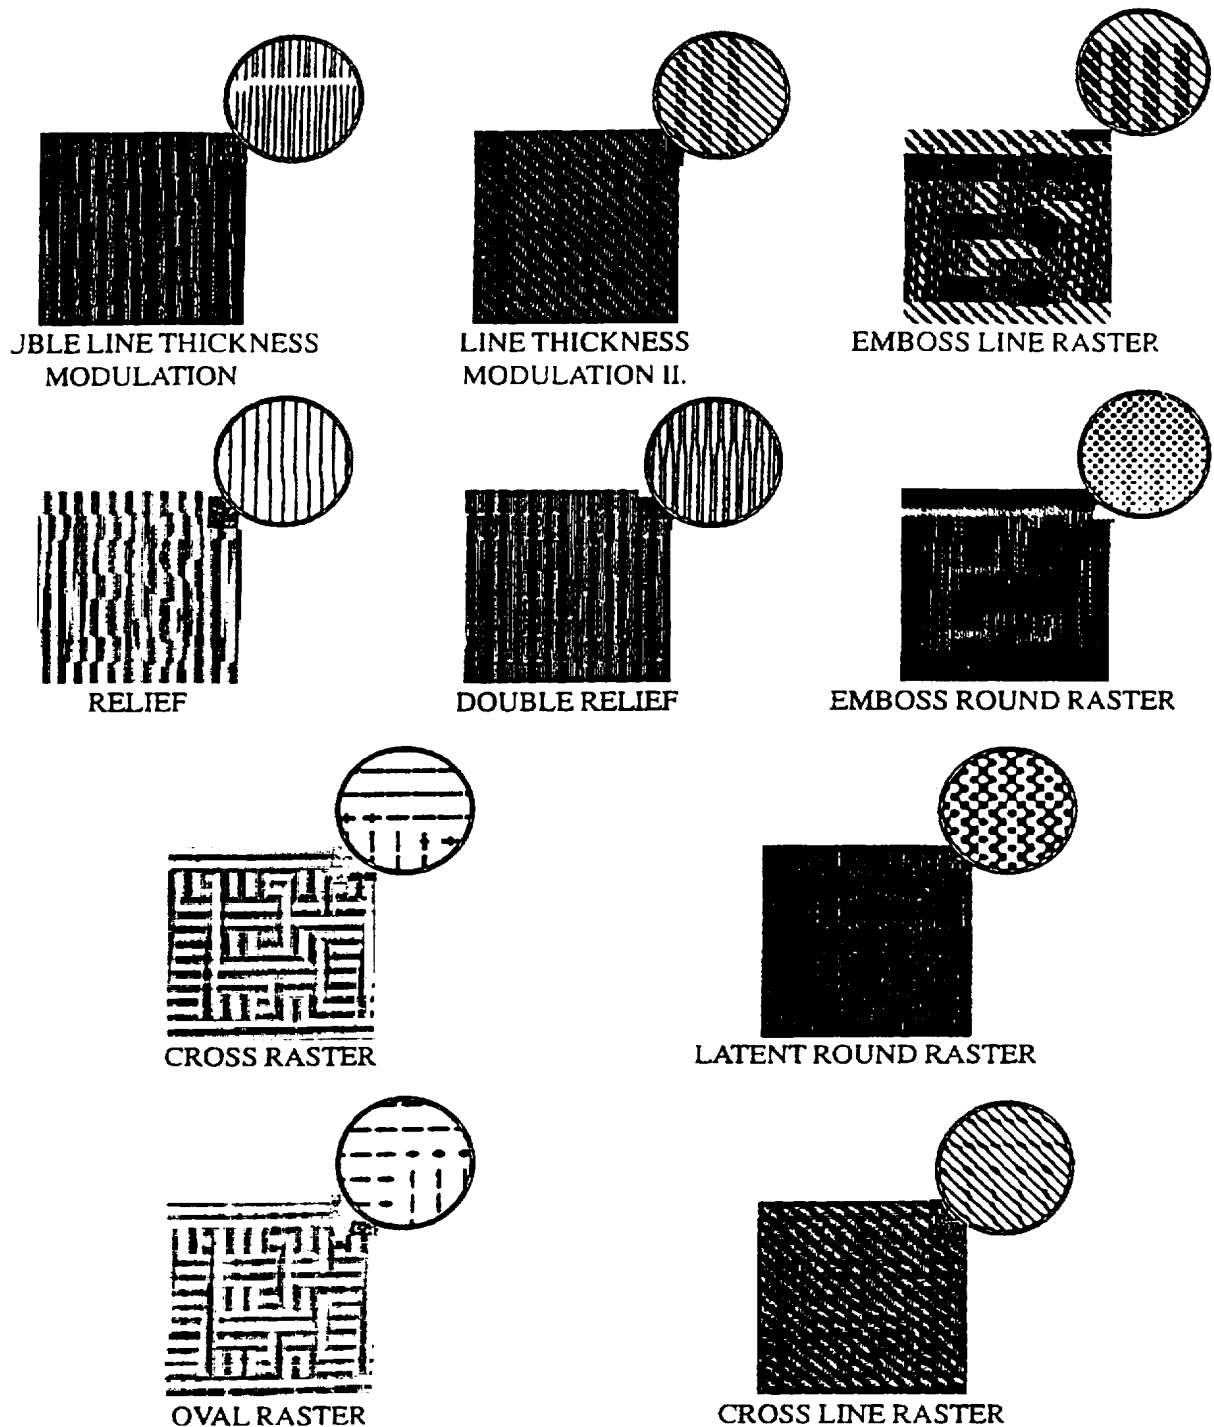 JBLE LINE THICKNESS
MODULATION
LINE THICKNESS
MODULATION II.
EMBOSS LINE RASTER
RELIEF
DOUBLE RELIEF
EMBOSS ROUND RASTER
CROSS RASTER
LATENT ROUND RASTER
OVAL RASTER
CROSS LINE RASTER